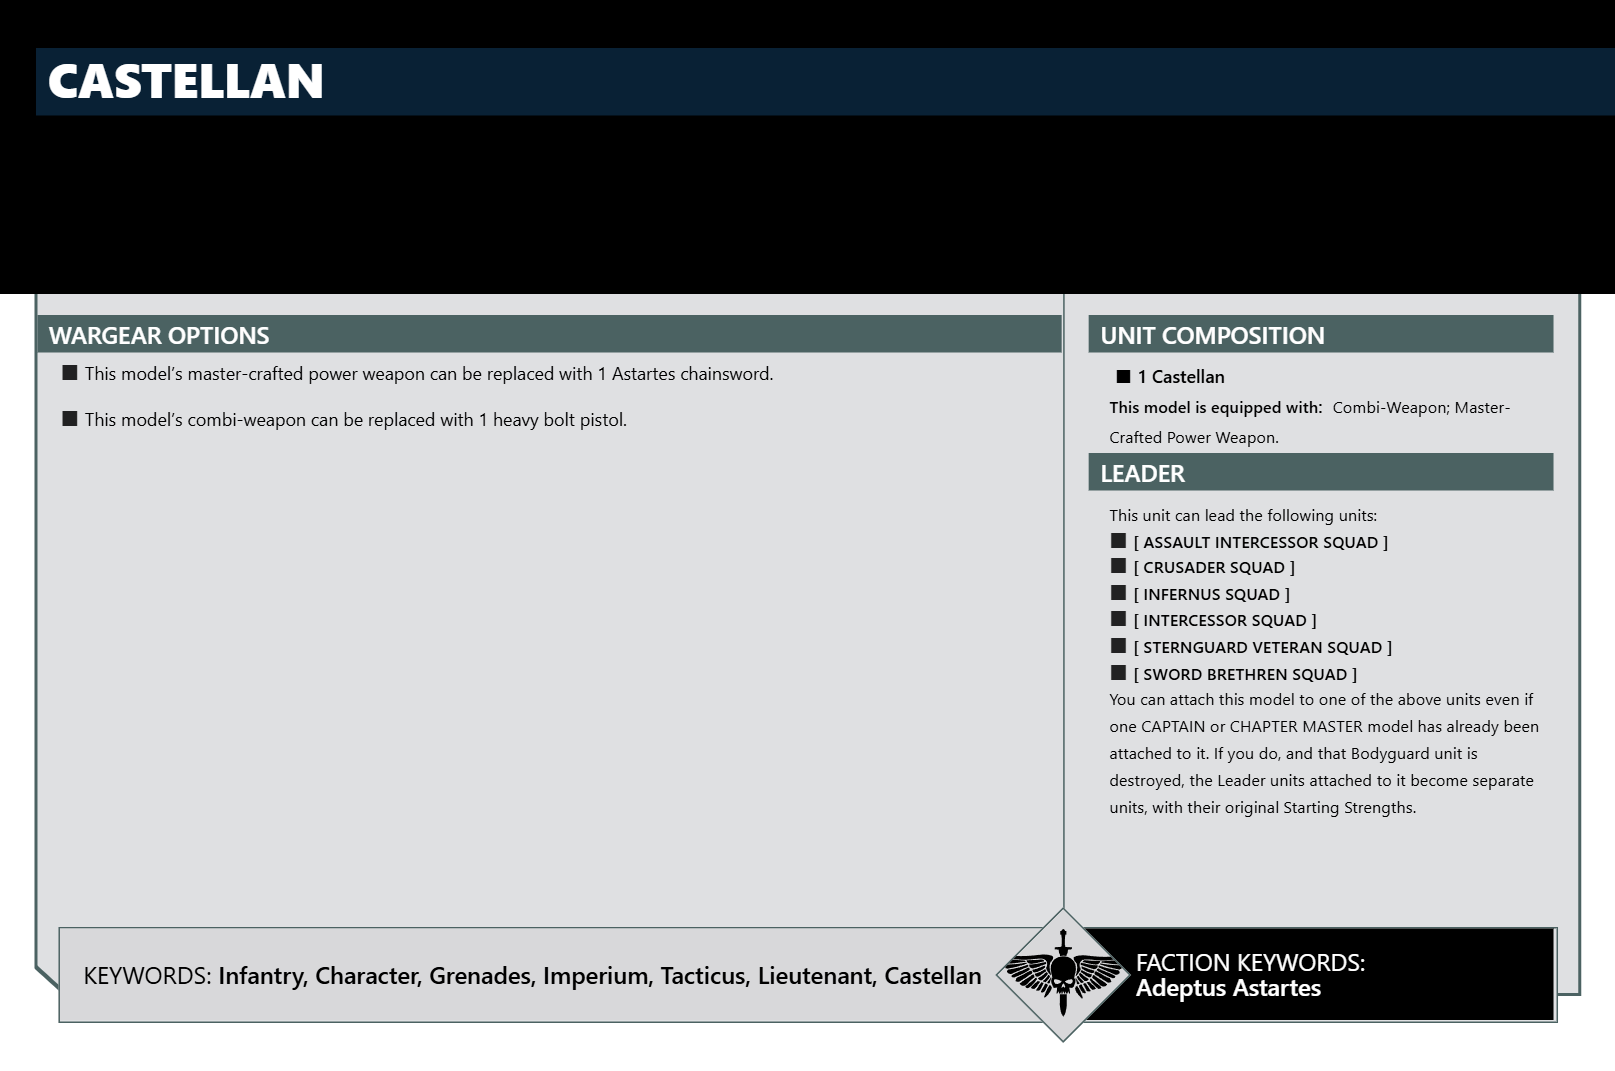 CASTELLAN
WARGEAR OPTIONS
■ This model’s master-crafted power weapon can be replaced with 1 Astartes chainsword.
■ This model’s combi-weapon can be replaced with 1 heavy bolt pistol.
UNIT COMPOSITION
■ 1 Castellan
This model is equipped with: Combi-Weapon; Master-
Crafted Power Weapon.
LEADER
This unit can lead the following units:
■ [ ASSAULT INTERCESSOR SQUAD ]
■ [ CRUSADER SQUAD ]
■ [ INFERNUS SQUAD ]
■ [ INTERCESSOR SQUAD ]
■ [ STERNGUARD VETERAN SQUAD ]
■ [ SWORD BRETHREN SQUAD ]
You can attach this model to one of the above units even if
one CAPTAIN or CHAPTER MASTER model has already been
attached to it. If you do, and that Bodyguard unit is
destroyed, the Leader units attached to it become separate
units, with their original Starting Strengths.
KEYWORDS: Infantry, Character, Grenades, Imperium, Tacticus, Lieutenant, Castellan
FACTION KEYWORDS:
Adeptus Astartes